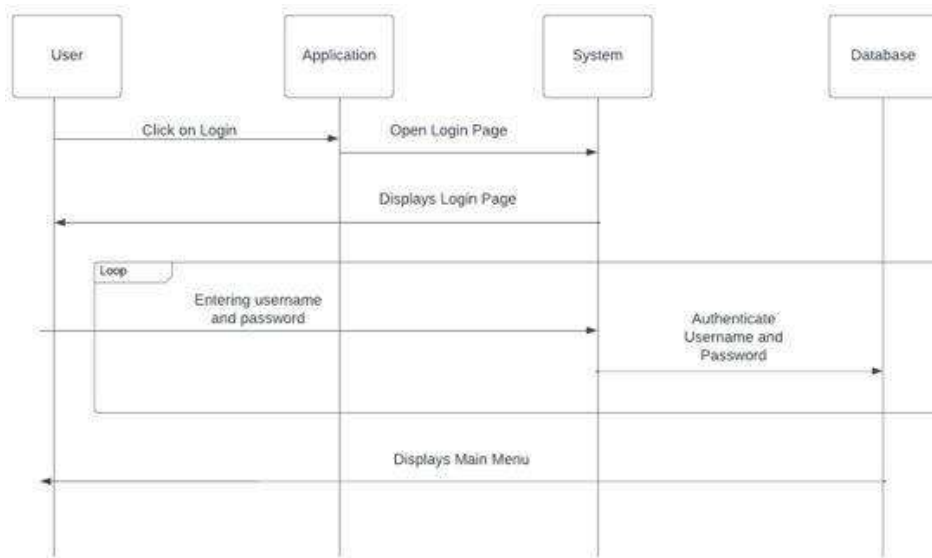 User
Application
System
Database
Click on Login
Open Login Page
Displays Login Page
Loop
Entering username
and password
Authenticate
Username and
Password
Displays Main Menu